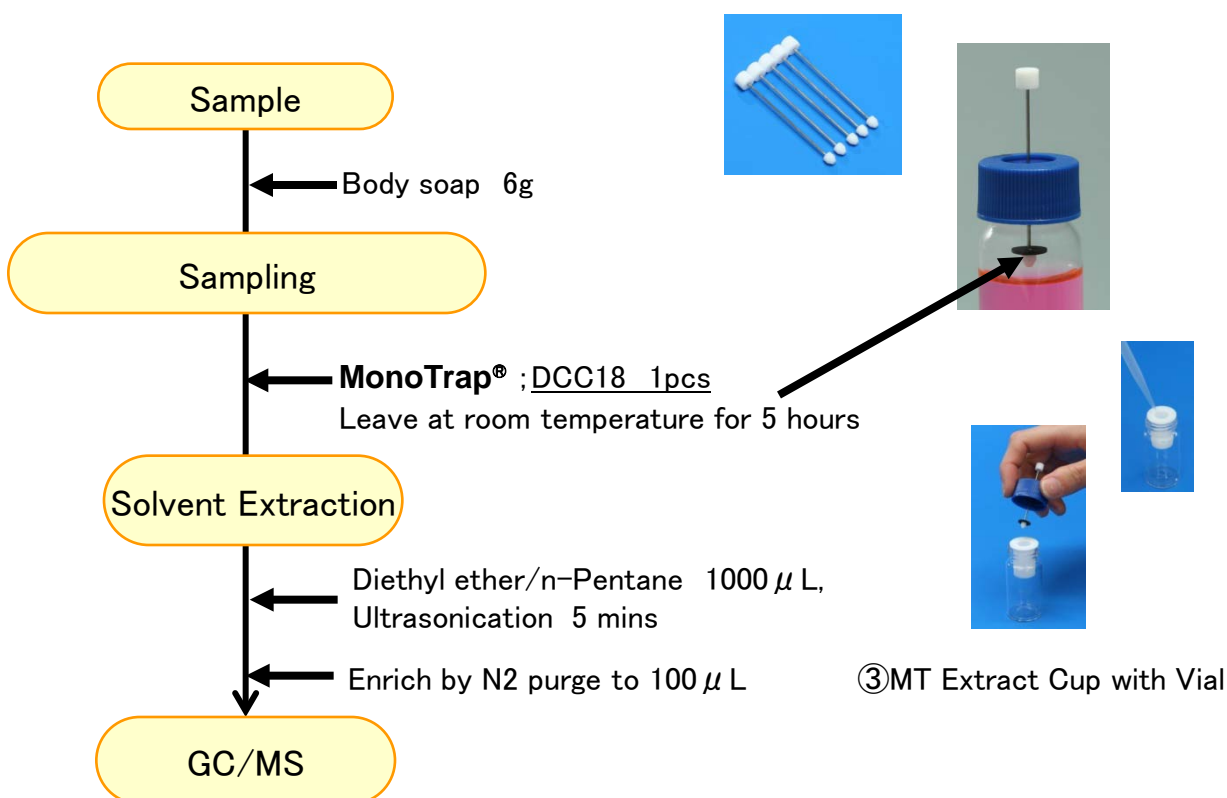 Sample
Body soap 6g
Sampling
MonoTrap® ;DCC18 1pcs
Leave at room temperature for 5 hours
Solvent Extraction
Diethyl ether/n-Pentane 1000μL,
Ultrasonication 5 mins
Enrich by N2 purge to 100μL
③MT Extract Cup with Vial
GC/MS